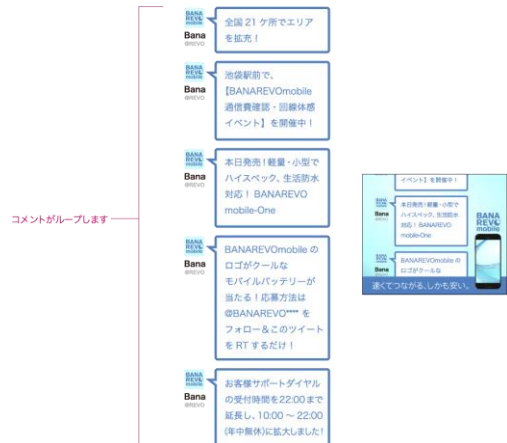 BANA
REVO
mobile
Bana
@REVO
全国 21 ケ所でエリア
を拡充！
BANA
REVO
mobile
Bana
@REVO
池袋駅前で、
【BANAREVOmobile
通信費確認・回線体感
イベント】を開催中！
BANA
REVO
mobile
Bana
@REVO
本日発売！軽量・小型で
ハイスペック、生活防水
対応！ BANAREVO
mobile-One
コメントがループします
BANA
REVO
mobile
Bana
@REVO
BANAREVOmobile の
ロゴがクールな
モバイルバッテリーが
当たる！応募方法は
@BANAREVO**** を
フォロー＆このツイート
を RT するだけ！
BANA
REVO
mobile
Bana
@REVO
お客様サポートダイヤル
の受付時間を22:00まで
延長し、10:00 ～ 22:00
(年中無休)に拡大しました！
イベント】を開催中！
本日発売！軽量・小型で
ハイスペック、生活防水
対応！ BANAREVO
mobile-One
Bana
BANAREVOmobile の
ロゴがクールな
Bana
BANA
REVO
mobile
速くてつながる、しかも安い。